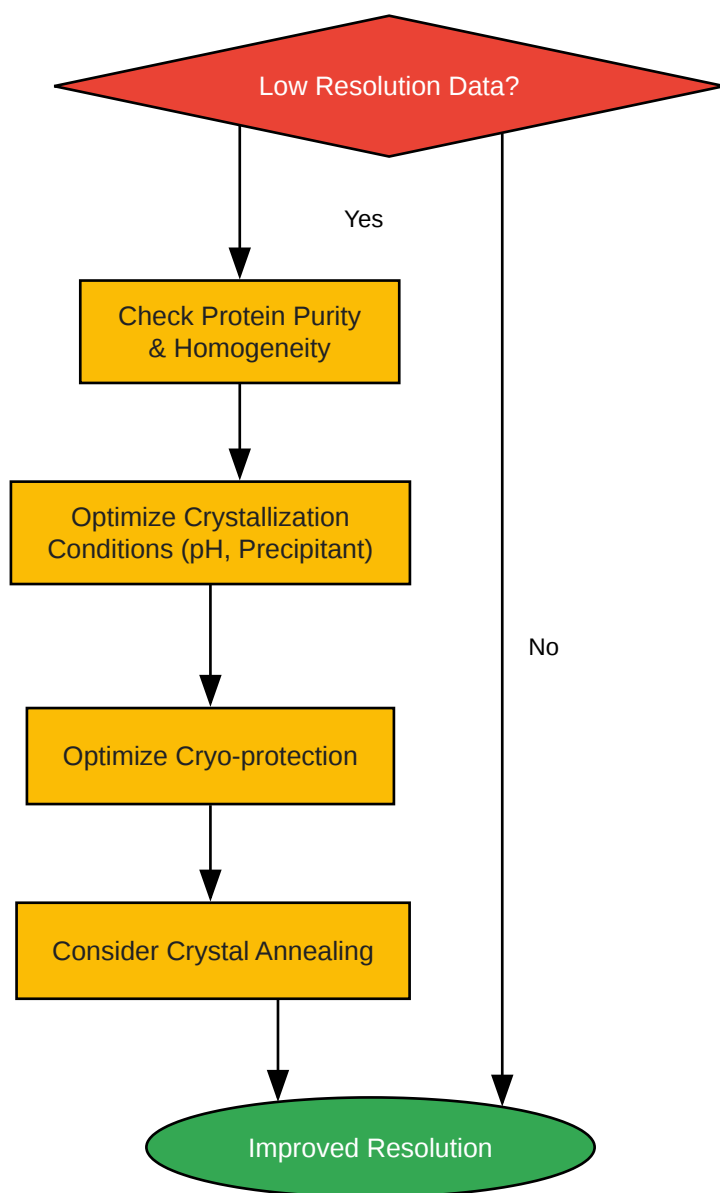 Low Resolution Data?
Yes
Check Protein Purity
& Homogeneity
Optimize Crystallization
Conditions (pH, Precipitant)
No
Optimize Cryo-protection
Consider Crystal Annealing
Improved Resolution